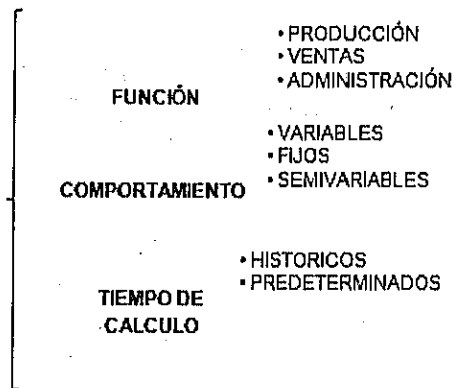 • PRODUCCIÓN
• VENTAS
• ADMINISTRACIÓN
FUNCIÓN
• VARIABLES
• FIJOS
• SEMIVARIABLES
COMPORTAMIENTO
• HISTORICOS
• PREDETERMINADOS
TIEMPO DE
CALCULO